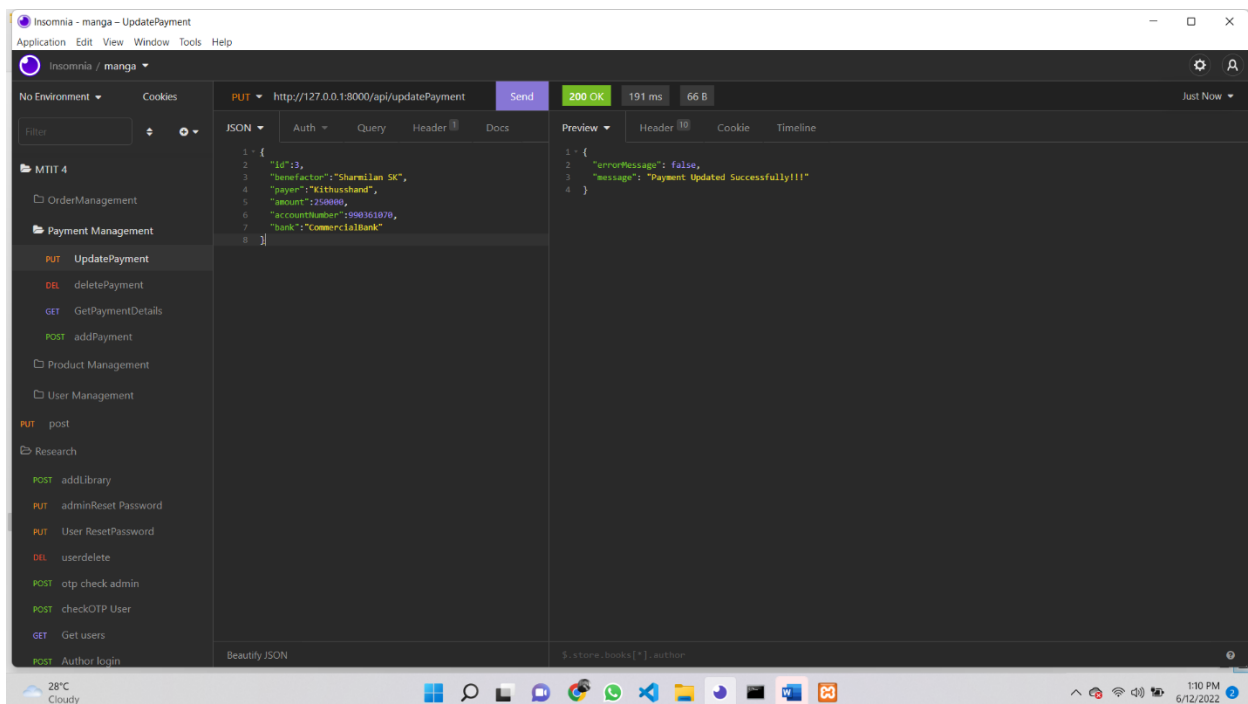 Insomnia - manga – UpdatePayment
Application Edit View Window Tools Help
Insomnia / manga
No Environment Cookies
PUT http://127.0.0.1:8000/api/updatePayment Send
200 OK 191 ms 66 B Just Now
Filter
JSON Auth Query Header 1 Docs
Preview Header 10 Cookie Timeline
MTIT 4
OrderManagement
Payment Management
PUT UpdatePayment
DEL deletePayment
GET GetPaymentDetails
POST addPayment
Product Management
User Management
PUT post
Research
POST addLibrary
PUT adminReset Password
PUT User ResetPassword
DEL userdelete
POST otp check admin
POST checkOTP User
GET Get users
POST Author login
1 {
2 "id":3,
3 "benefactor":"Sharmilan SK",
4 "payer":"Kithusshand",
5 "amount":250000,
6 "accountNumber":990361070,
7 "bank":"CommercialBank"
8 }
1 {
2 "errorMessage": false,
3 "message": "Payment Updated Successfully!!!"
4 }
Beautify JSON
$.store.books[*].author
28°C
Cloudy
1:10 PM
6/12/2022
2